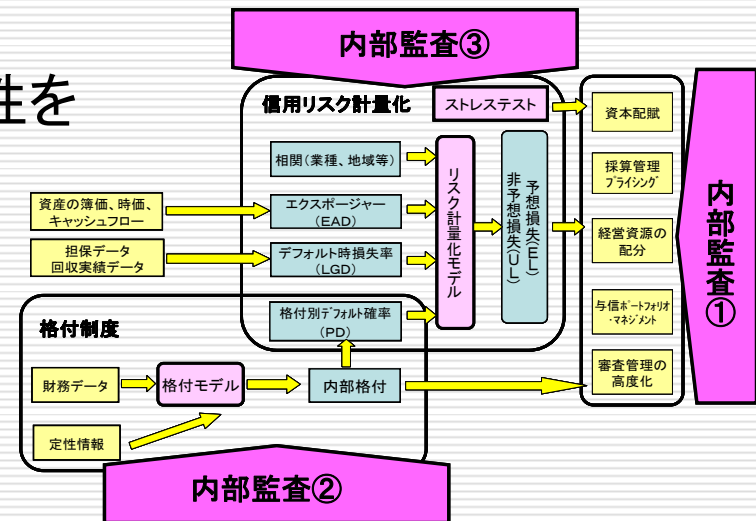 内部監査③
性を
信用リスク計量化
ストレステスト
資本配賦
相関(業種、地域等)
採算管理
プライシング
資産の簿価、時価、
キャッシュフロー
エクスポージャー
(EAD)
リスク計量化モデル
予想損失(EL)
非予想損失(UL)
経営資源の
配分
内部監査①
担保データ
回収実績データ
デフォルト時損失率
(LGD)
与信ポートフォリオ
・マネジメント
格付制度
格付別デフォルト確率
(PD)
審査管理の
高度化
財務データ
格付モデル
内部格付
定性情報
内部監査②